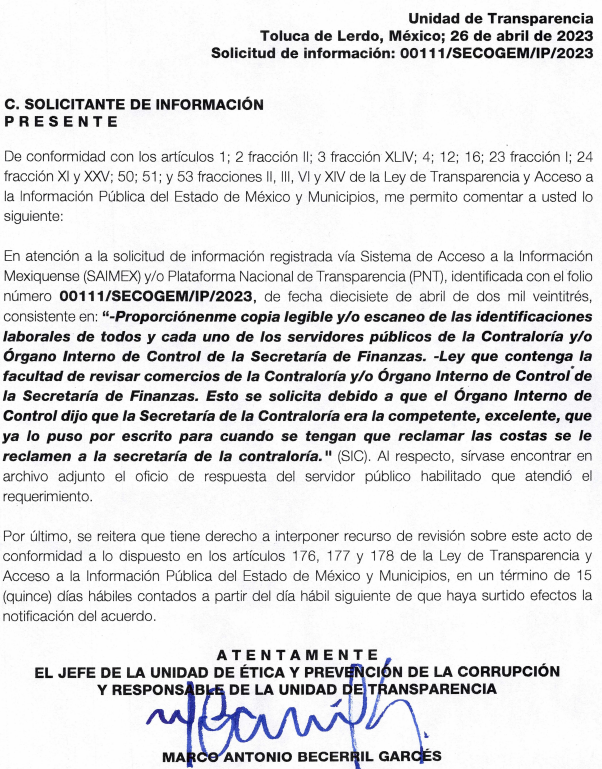 Unidad de Transparencia
Toluca de Lerdo, México; 26 de abril de 2023
Solicitud de información: 00111/SECOGEM/IP/2023
C. SOLICITANTE DE INFORMACIÓN
P R E S E N T E
De conformidad con los artículos 1; 2 fracción II; 3 fracción XLIV; 4; 12; 16; 23 fracción I; 24
fracción XI y XXV; 50; 51; y 53 fracciones II, III, VI y XIV de la Ley de Transparencia y Acceso a
la Información Pública del Estado de México y Municipios, me permito comentar a usted lo
siguiente:
En atención a la solicitud de información registrada vía Sistema de Acceso a la Información
Mexiquense (SAIMEX) y/o Plataforma Nacional de Transparencia (PNT), identificada con el folio
número 00111/SECOGEM/IP/2023, de fecha diecisiete de abril de dos mil veintitrés,
consistente en: “-Proporciónenme copia legible y/o escaneo de las identificaciones
laborales de todos y cada uno de los servidores públicos de la Contraloría y/o
Órgano Interno de Control de la Secretaría de Finanzas. -Ley que contenga la
facultad de revisar comercios de la Contraloría y/o Órgano Interno de Control de
la Secretaría de Finanzas. Esto se solicita debido a que el Órgano Interno de
Control dijo que la Secretaría de la Contraloría era la competente, excelente, que
ya lo puso por escrito para cuando se tengan que reclamar las costas se le
reclamen a la secretaría de la contraloría." (SIC). Al respecto, sírvase encontrar en
archivo adjunto el oficio de respuesta del servidor público habilitado que atendió el
requerimiento.
Por último, se reitera que tiene derecho a interponer recurso de revisión sobre este acto de
conformidad a lo dispuesto en los artículos 176, 177 y 178 de la Ley de Transparencia y
Acceso a la Información Pública del Estado de México y Municipios, en un término de 15
(quince) días hábiles contados a partir del día hábil siguiente de que haya surtido efectos la
notificación del acuerdo.
A T E N T A M E N T E
EL JEFE DE LA UNIDAD DE ÉTICA Y PREVENCIÓN DE LA CORRUPCIÓN
Y RESPONSABLE DE LA UNIDAD DE TRANSPARENCIA
MARCO ANTONIO BECERRIL GARCÉS